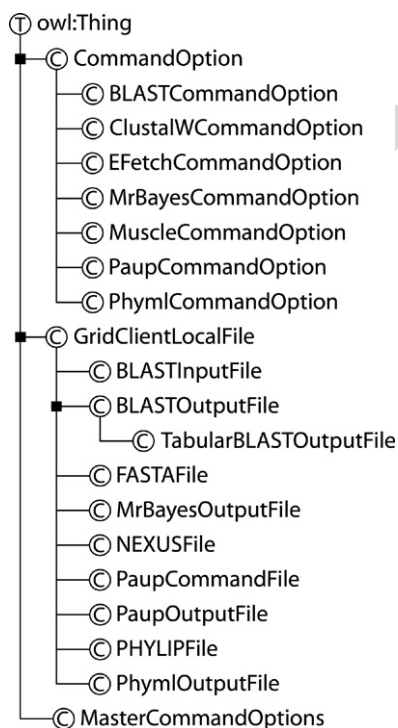 T owl:Thing
C CommandOption
C BLASTCommandOption
C ClustalWCommandOption
C EFetchCommandOption
C MrBayesCommandOption
C MuscleCommandOption
C PaupCommandOption
C PhymlCommandOption
C GridClientLocalFile
C BLASTInputFile
C BLASTOutputFile
C TabularBLASTOutputFile
C FASTAFile
C MrBayesOutputFile
C NEXUSFile
C PaupCommandFile
C PaupOutputFile
C PHYLIPFile
C PhymlOutputFile
C MasterCommandOptions